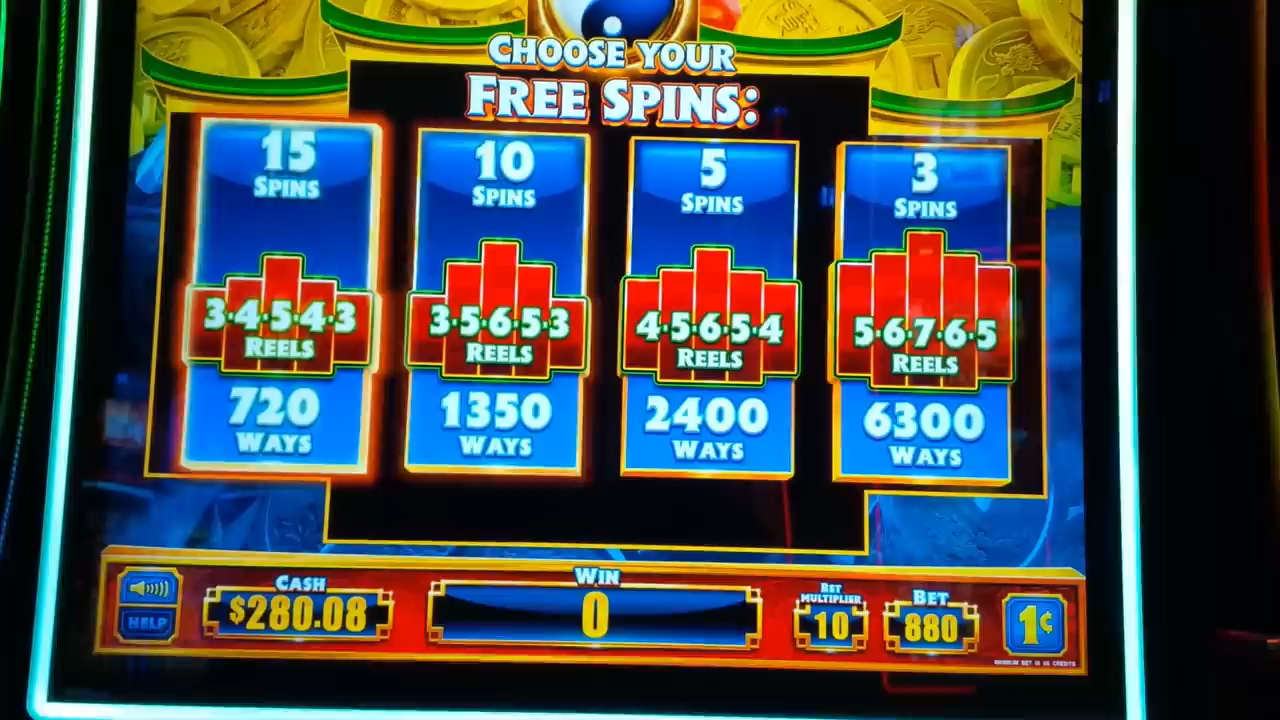 CHOOSE YOUR
FREE SPINS:
15
SPINS
3·4·5·4·3
REELS
720
WAYS
10
SPINS
3·5·6·5·3
REELS
1350
WAYS
5
SPINS
4·5·6·5·4
REELS
2400
WAYS
3
SPINS
5·6·7·6·5
REELS
6300
WAYS
HELP
CASH
$280.08
WIN
0
BET
MULTIPLIER
10
BET
880
1¢